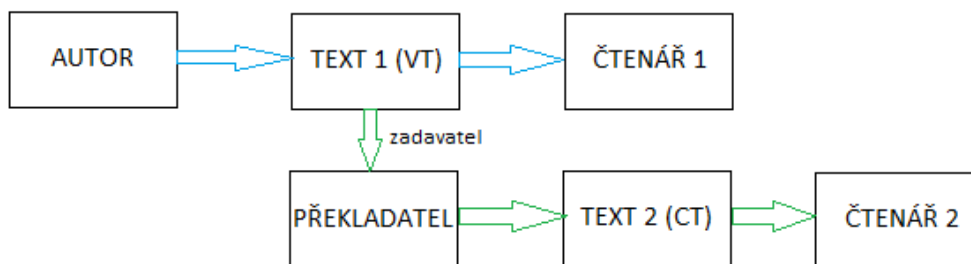 AUTOR
TEXT 1 (VT)
ČTENÁŘ 1
zadavatel
PŘEKLADATEL
TEXT 2 (CT)
ČTENÁŘ 2